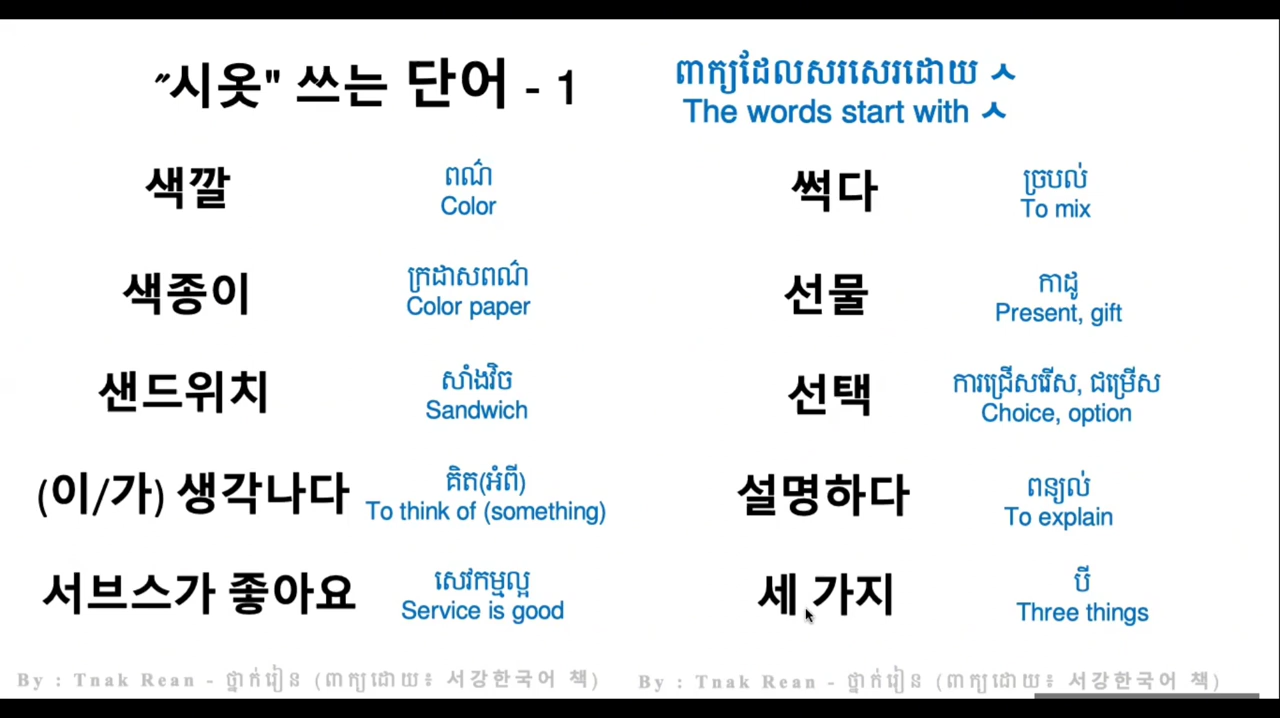 ˝시옷" 쓰는 단어 - 1
ពាក្យដែលសរសេរដោយ ㅅ
The words start with ㅅ
색깔
ពណ៌
Color
색종이
ក្រដាសពណ៌
Color paper
샌드위치
សាំងវិច
Sandwich
(이/가) 생각나다
គិត(អំពី)
To think of (something)
서브스가 좋아요
សេវកម្មល្អ
Service is good
썩다
ច្របល់
To mix
선물
កាដូ
Present, gift
선택
ការជ្រើសរើស, ជម្រើស
Choice, option
설명하다
ពន្យល់
To explain
세 가지
បី
Three things
By : Tnak Rean - ថ្នាក់រៀន (ពាក្យដោយ៖ 서강한국어 책)
By : Tnak Rean - ថ្នាក់រៀន (ពាក្យដោយ៖ 서강한국어 책)